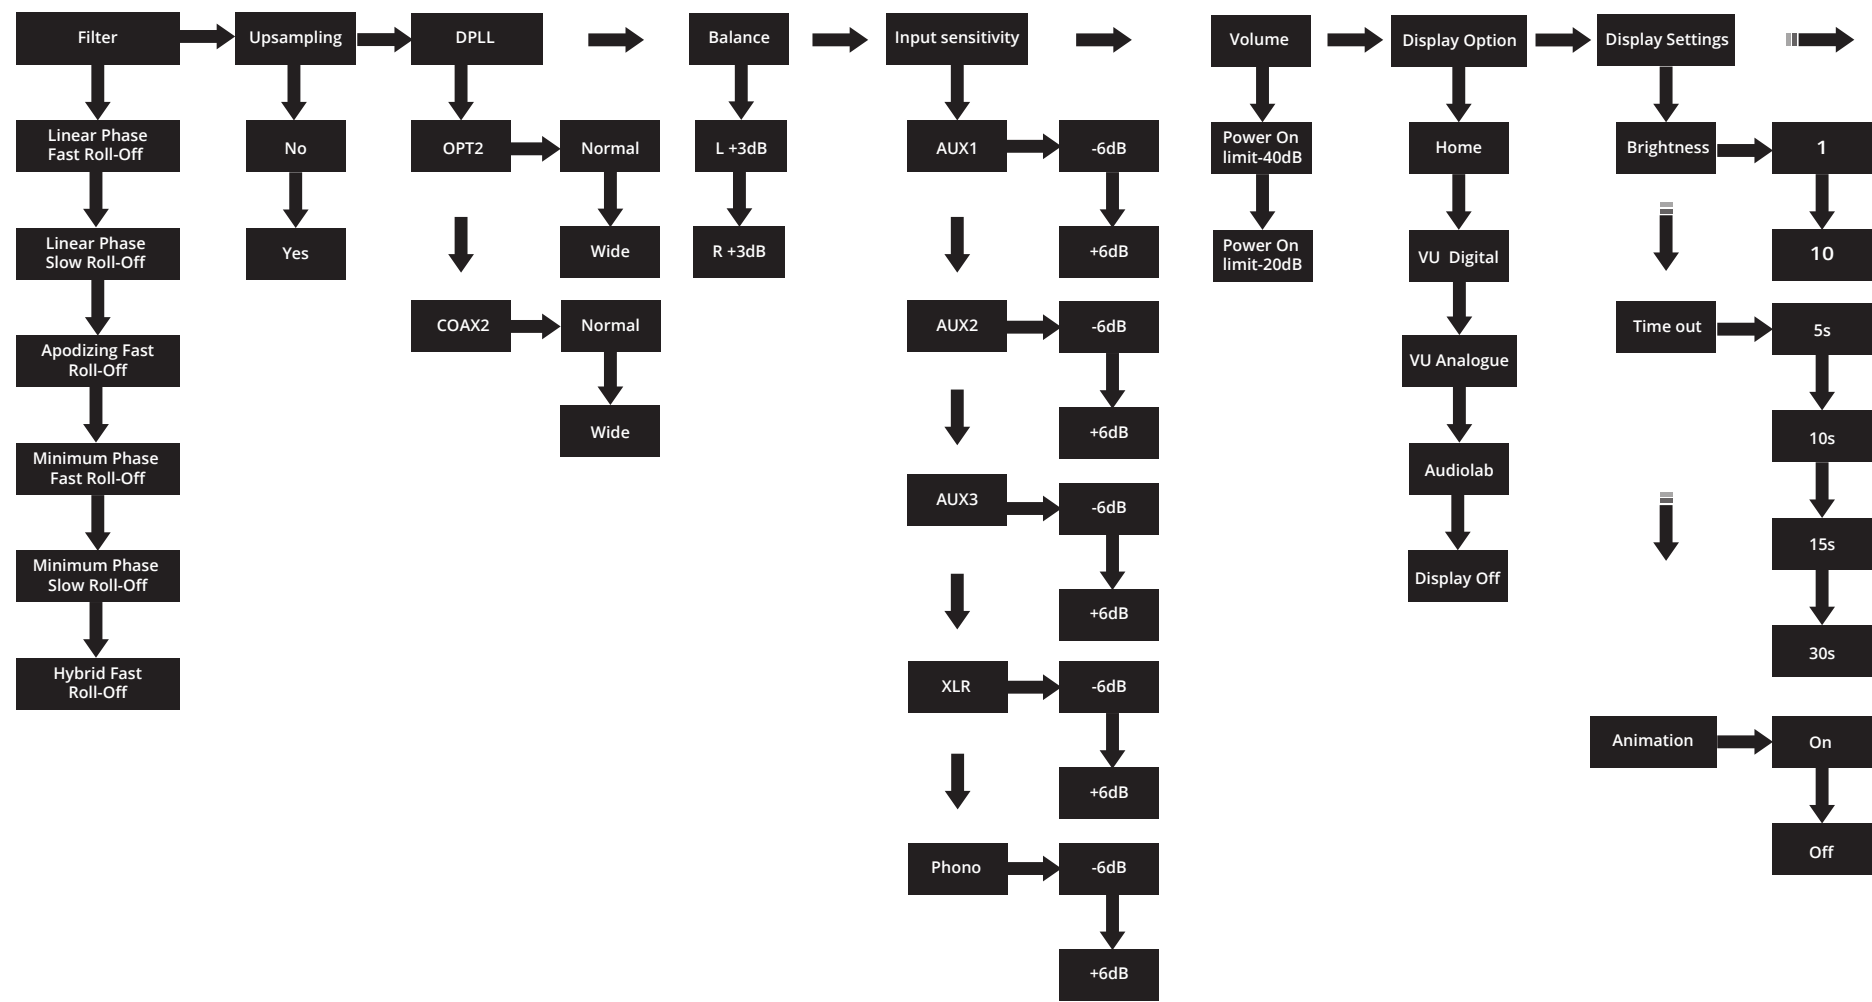 Filter
Upsampling
DPLL
Balance
Input sensitivity
Volume
Display Option
Display Settings
Linear Phase
Fast Roll-Off
Linear Phase
Slow Roll-Off
Apodizing Fast
Roll-Off
Minimum Phase
Fast Roll-Off
Minimum Phase
Slow Roll-Off
Hybrid Fast
Roll-Off
No
Yes
OPT2
Normal
Wide
COAX2
Normal
Wide
L +3dB
R +3dB
AUX1
-6dB
+6dB
AUX2
-6dB
+6dB
AUX3
-6dB
+6dB
XLR
-6dB
+6dB
Phono
-6dB
+6dB
Power On
limit-40dB
Power On
limit-20dB
Home
VU Digital
VU Analogue
Audiolab
Display Off
Brightness
1
10
Time out
5s
10s
15s
30s
Animation
On
Off